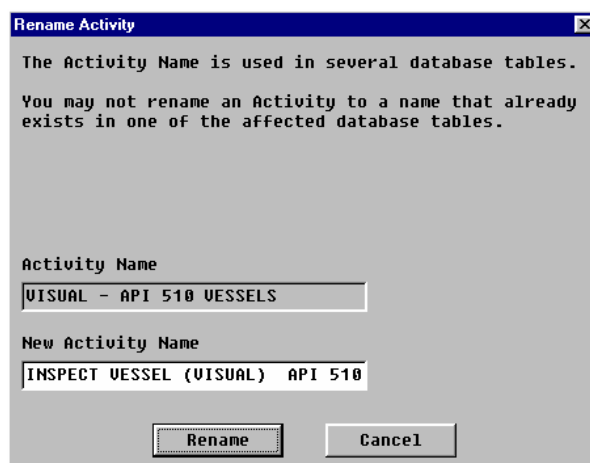 Rename Activity
The Activity Name is used in several database tables.
You may not rename an Activity to a name that already
exists in one of the affected database tables.
Activity Name
VISUAL - API 510 VESSELS
New Activity Name
INSPECT VESSEL (VISUAL)  API 510
Rename
Cancel